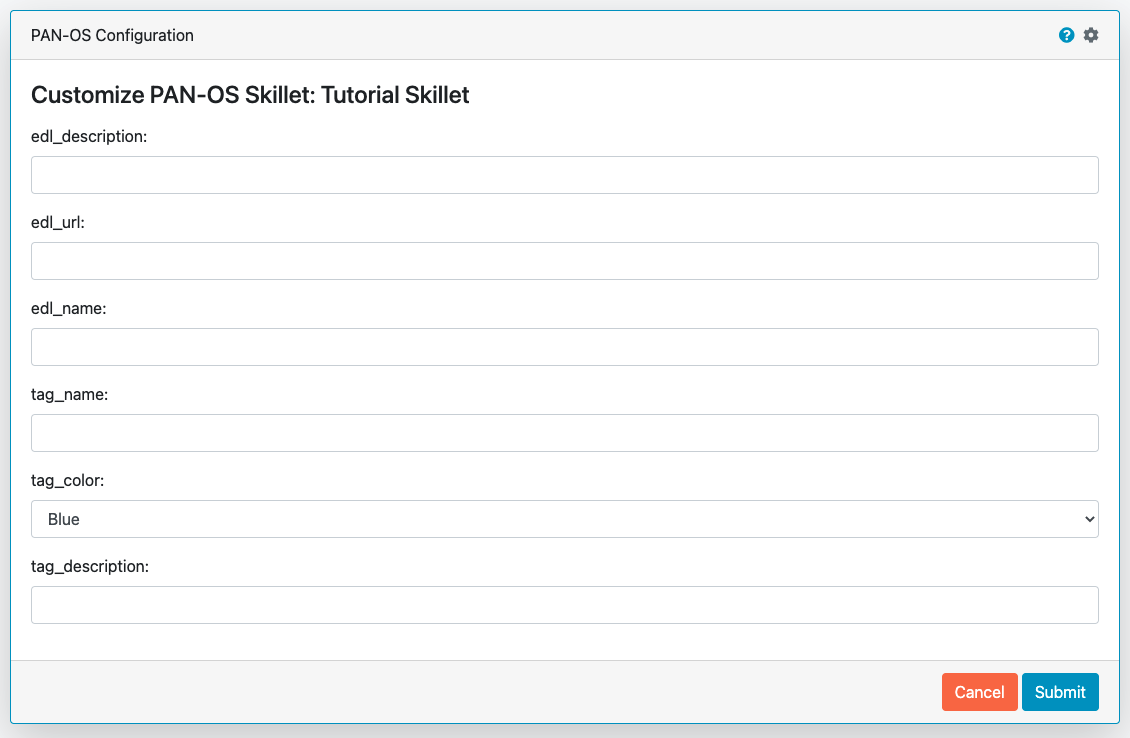 PAN-OS Configuration
Customize PAN-OS Skillet: Tutorial Skillet
edl_description:
edl_url:
edl_name:
tag_name:
tag_color:
Blue
tag_description:
Cancel Submit